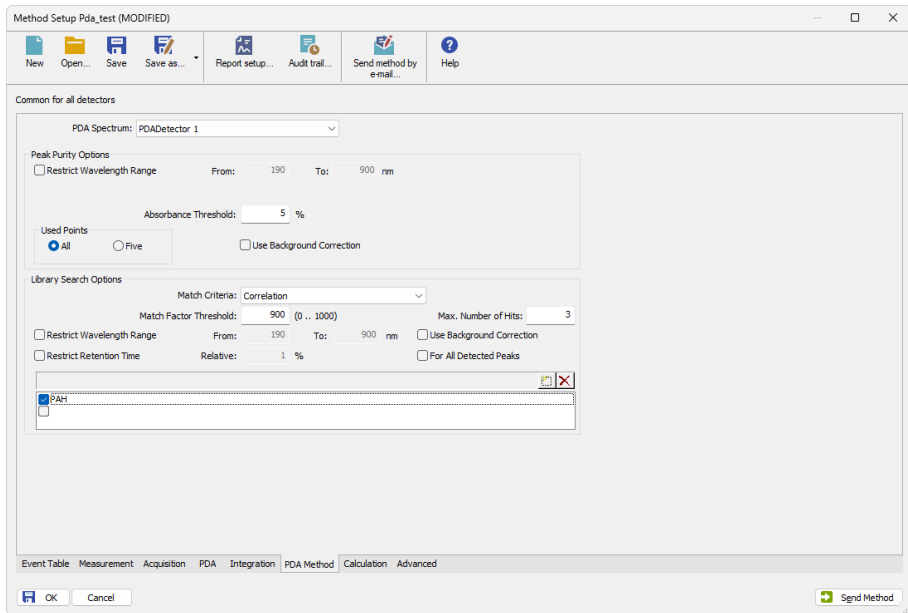 Method Setup Pda_test (MODIFIED)
New Open... Save Save as... Report setup... Audit trail... Send method by e-mail... Help
Common for all detectors
PDA Spectrum: PDADetector 1
Peak Purity Options
Restrict Wavelength Range From: 190 To: 900 nm
Absorbance Threshold: 5 %
Used Points
All Five Use Background Correction
Library Search Options
Match Criteria: Correlation
Match Factor Threshold: 900 (0 .. 1000) Max. Number of Hits: 3
Restrict Wavelength Range From: 190 To: 900 nm Use Background Correction
Restrict Retention Time Relative: 1 % For All Detected Peaks
PAH
Event Table Measurement Acquisition PDA Integration PDA Method Calculation Advanced
OK Cancel Send Method